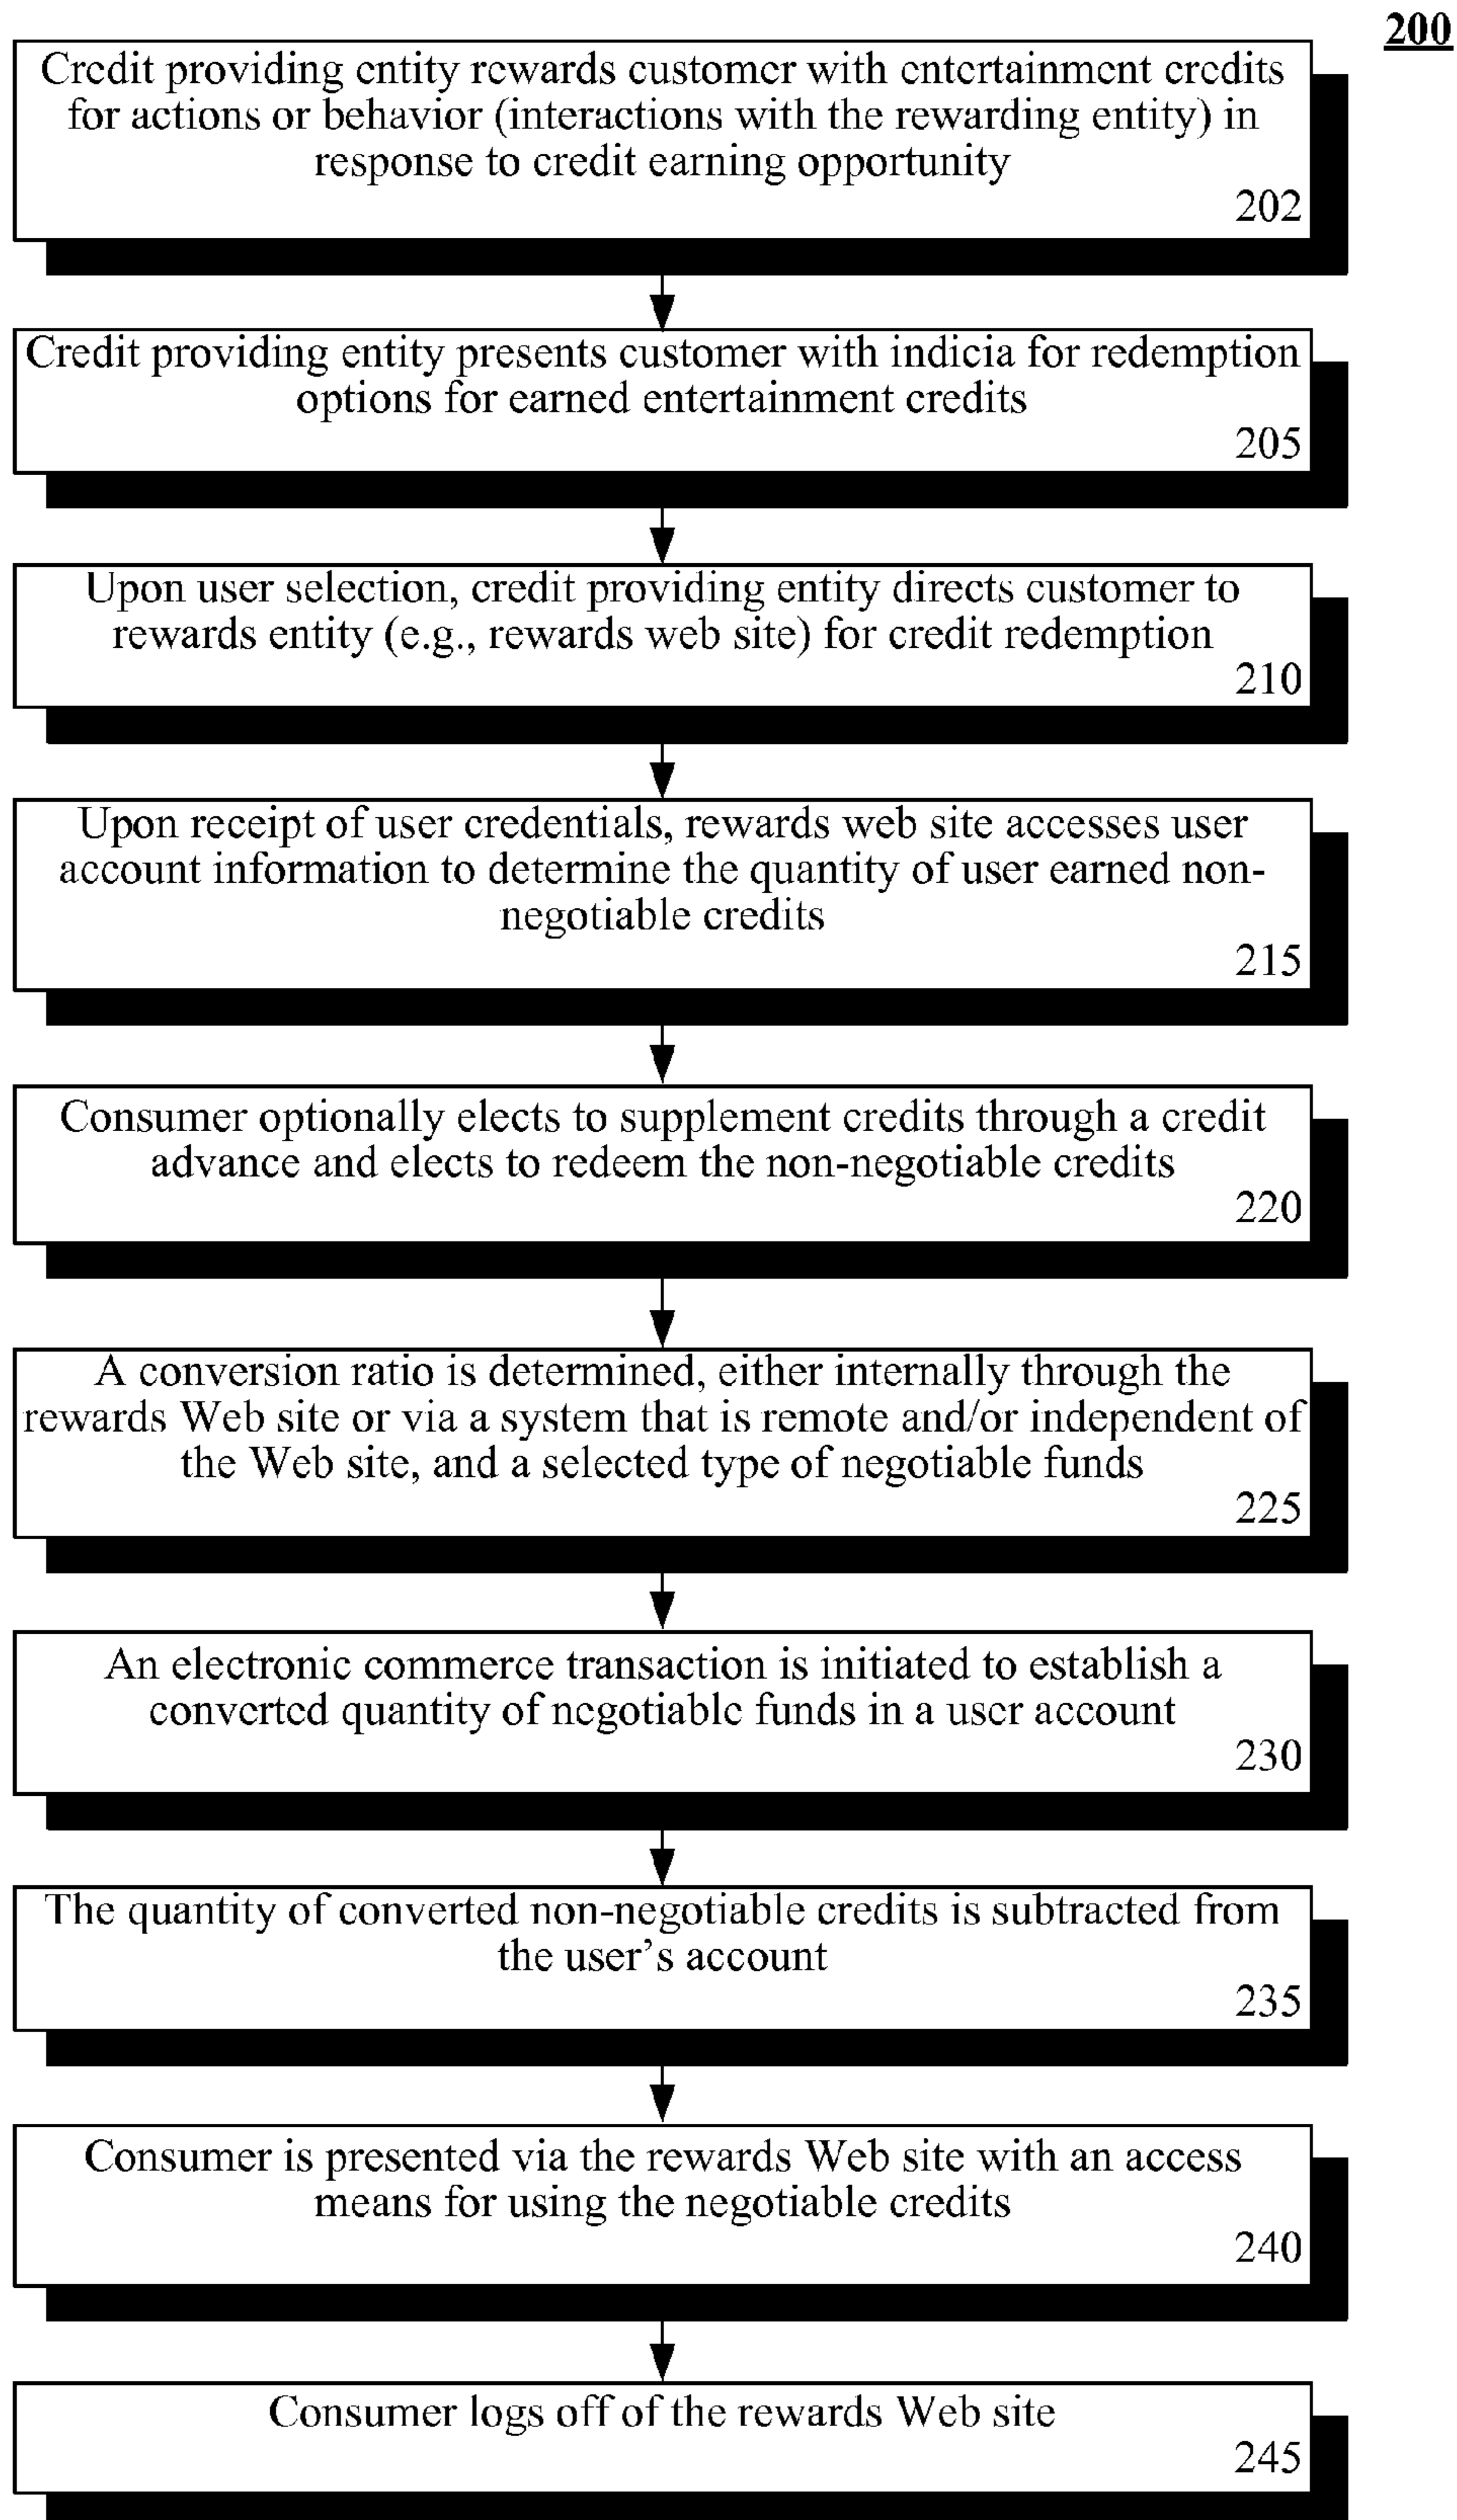 200
Credit providing entity rewards customer with entertainment credits
for actions or behavior (interactions with the rewarding entity) in
response to credit earning opportunity
202
Credit providing entity presents customer with indicia for redemption
options for earned entertainment credits
205
Upon user selection, credit providing entity directs customer to
rewards entity (e.g., rewards web site) for credit redemption
210
Upon receipt of user credentials, rewards web site accesses user
account information to determine the quantity of user earned non-
negotiable credits
215
Consumer optionally elects to supplement credits through a credit
advance and elects to redeem the non-negotiable credits
220
A conversion ratio is determined, either internally through the
rewards Web site or via a system that is remote and/or independent of
the Web site, and a selected type of negotiable funds
225
An electronic commerce transaction is initiated to establish a
converted quantity of negotiable funds in a user account
230
The quantity of converted non-negotiable credits is subtracted from
the user's account
235
Consumer is presented via the rewards Web site with an access
means for using the negotiable credits
240
Consumer logs off of the rewards Web site
245